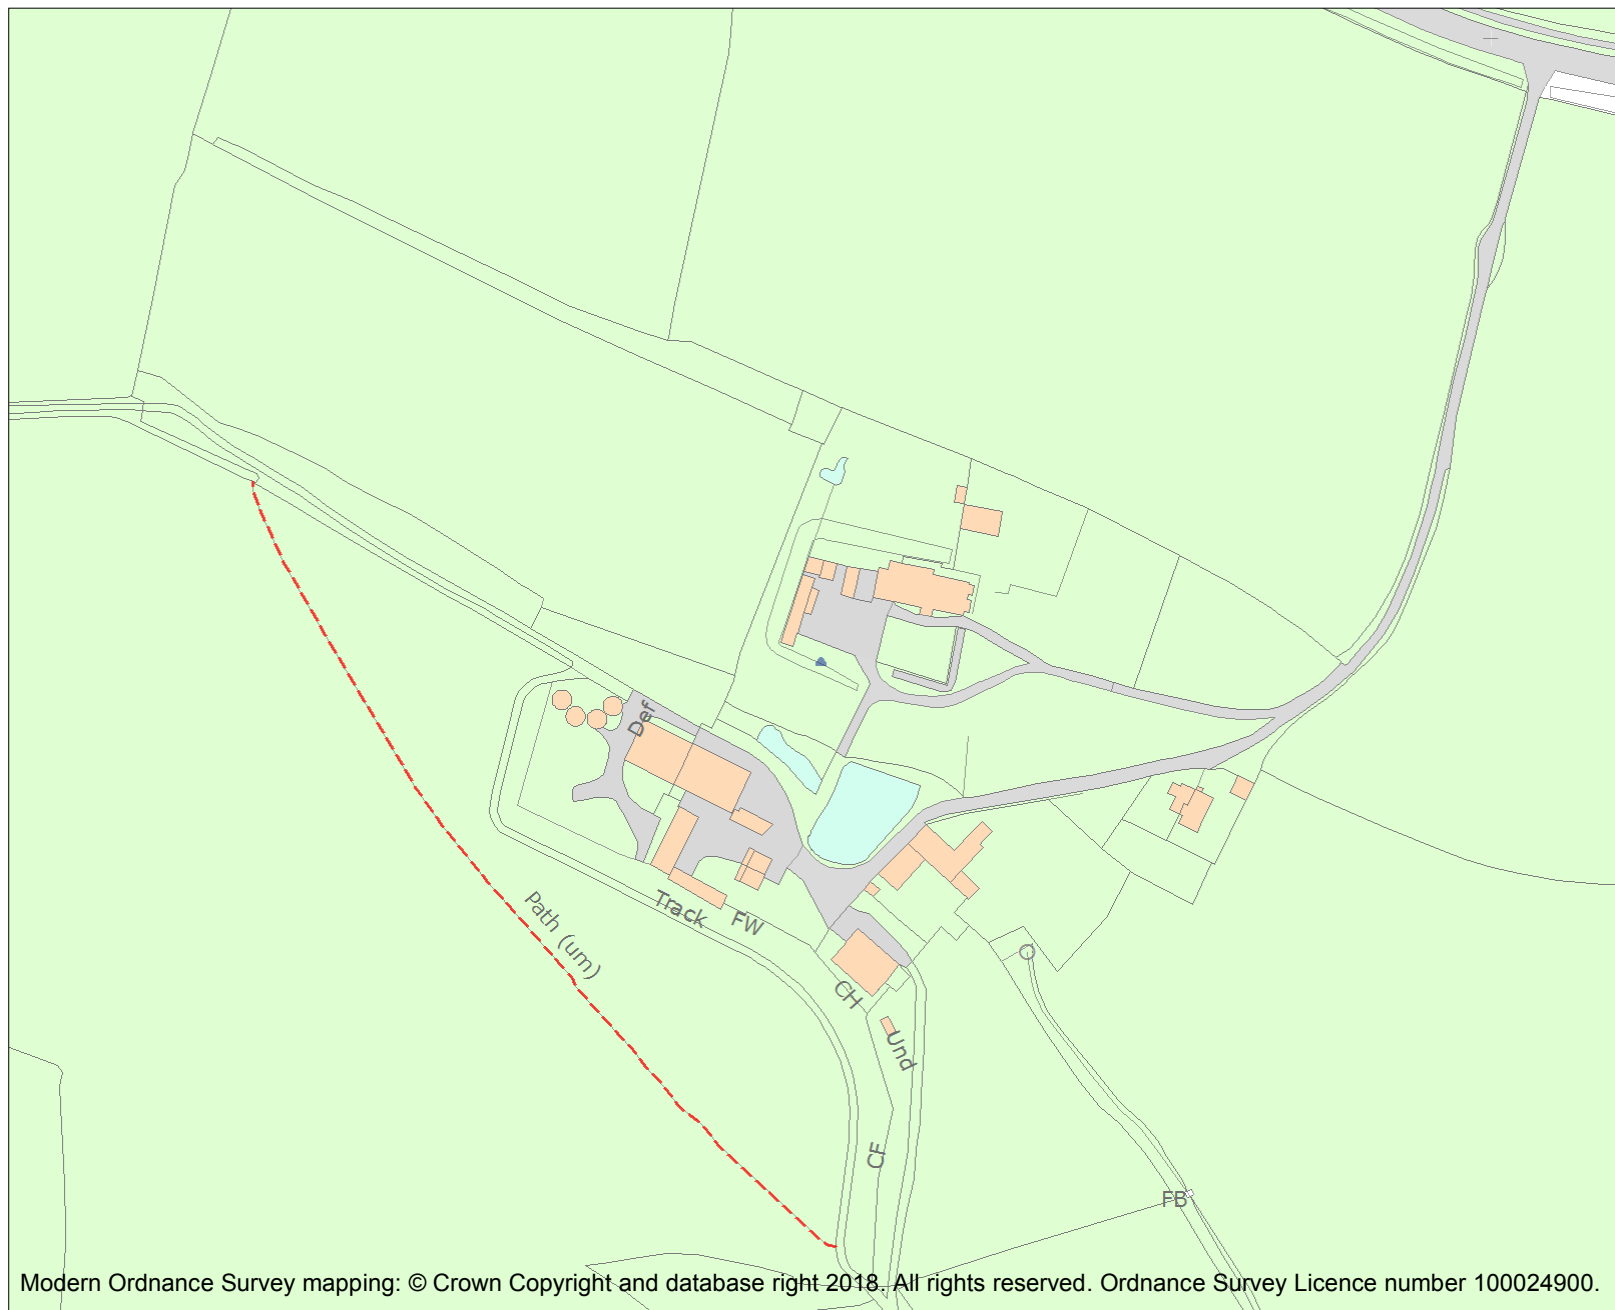 Def
Path (um)
Track
FW
CH
Und
CF
FB
Modern Ordnance Survey mapping: © Crown Copyright and database right 2018. All rights reserved. Ordnance Survey Licence number 100024900.